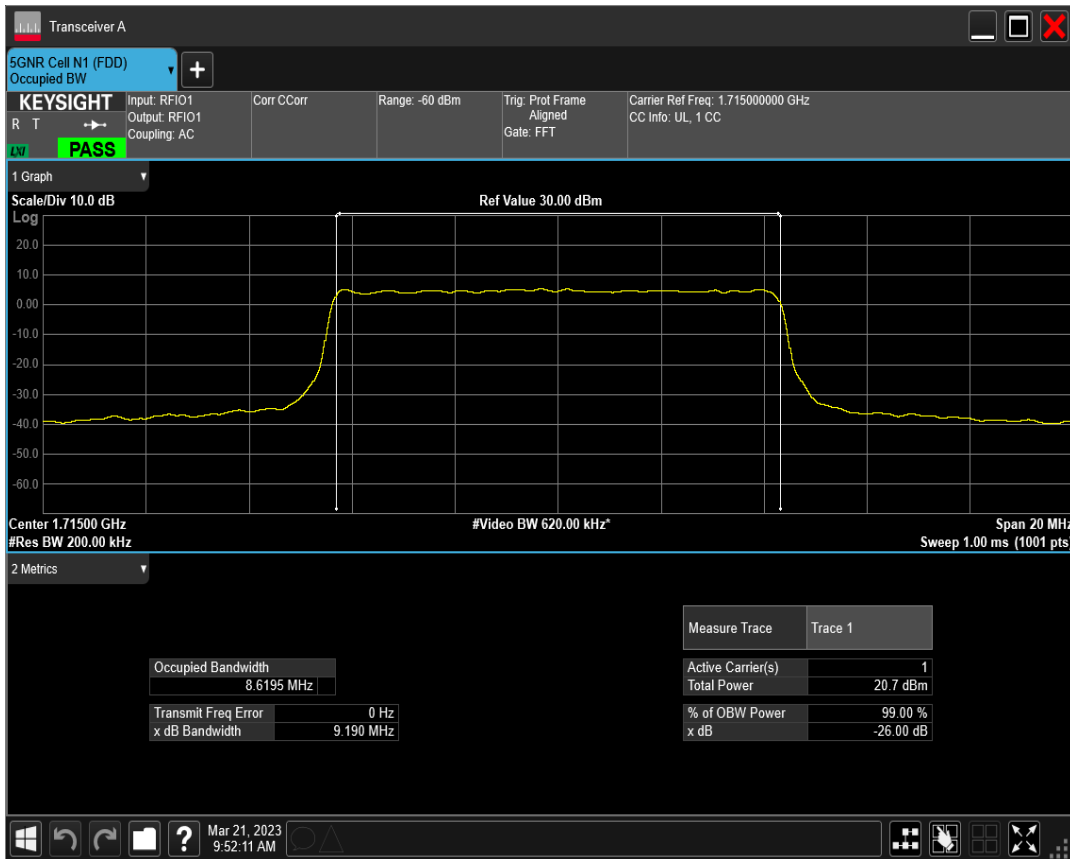 Transceiver A
5GNR Cell N1 (FDD)
Occupied BW
+
KEYSIGHT
R T
LXI
PASS
Input: RFIO1
Output: RFIO1
Coupling: AC
Corr CCorr
Range: -60 dBm
Trig: Prot Frame
Aligned
Gate: FFT
Carrier Ref Freq: 1.715000000 GHz
CC Info: UL, 1 CC
1 Graph
Scale/Div 10.0 dB
Ref Value 30.00 dBm
Log
20.0
10.0
0.00
-10.0
-20.0
-30.0
-40.0
-50.0
-60.0
Center 1.71500 GHz
#Video BW 620.00 kHz*
Span 20 MHz
#Res BW 200.00 kHz
Sweep 1.00 ms (1001 pts)
2 Metrics
Measure Trace Trace 1
Occupied Bandwidth
8.6195 MHz
Active Carrier(s) 1
Total Power 20.7 dBm
Transmit Freq Error 0 Hz
x dB Bandwidth 9.190 MHz
% of OBW Power 99.00 %
x dB -26.00 dB
?
Mar 21, 2023
9:52:11 AM